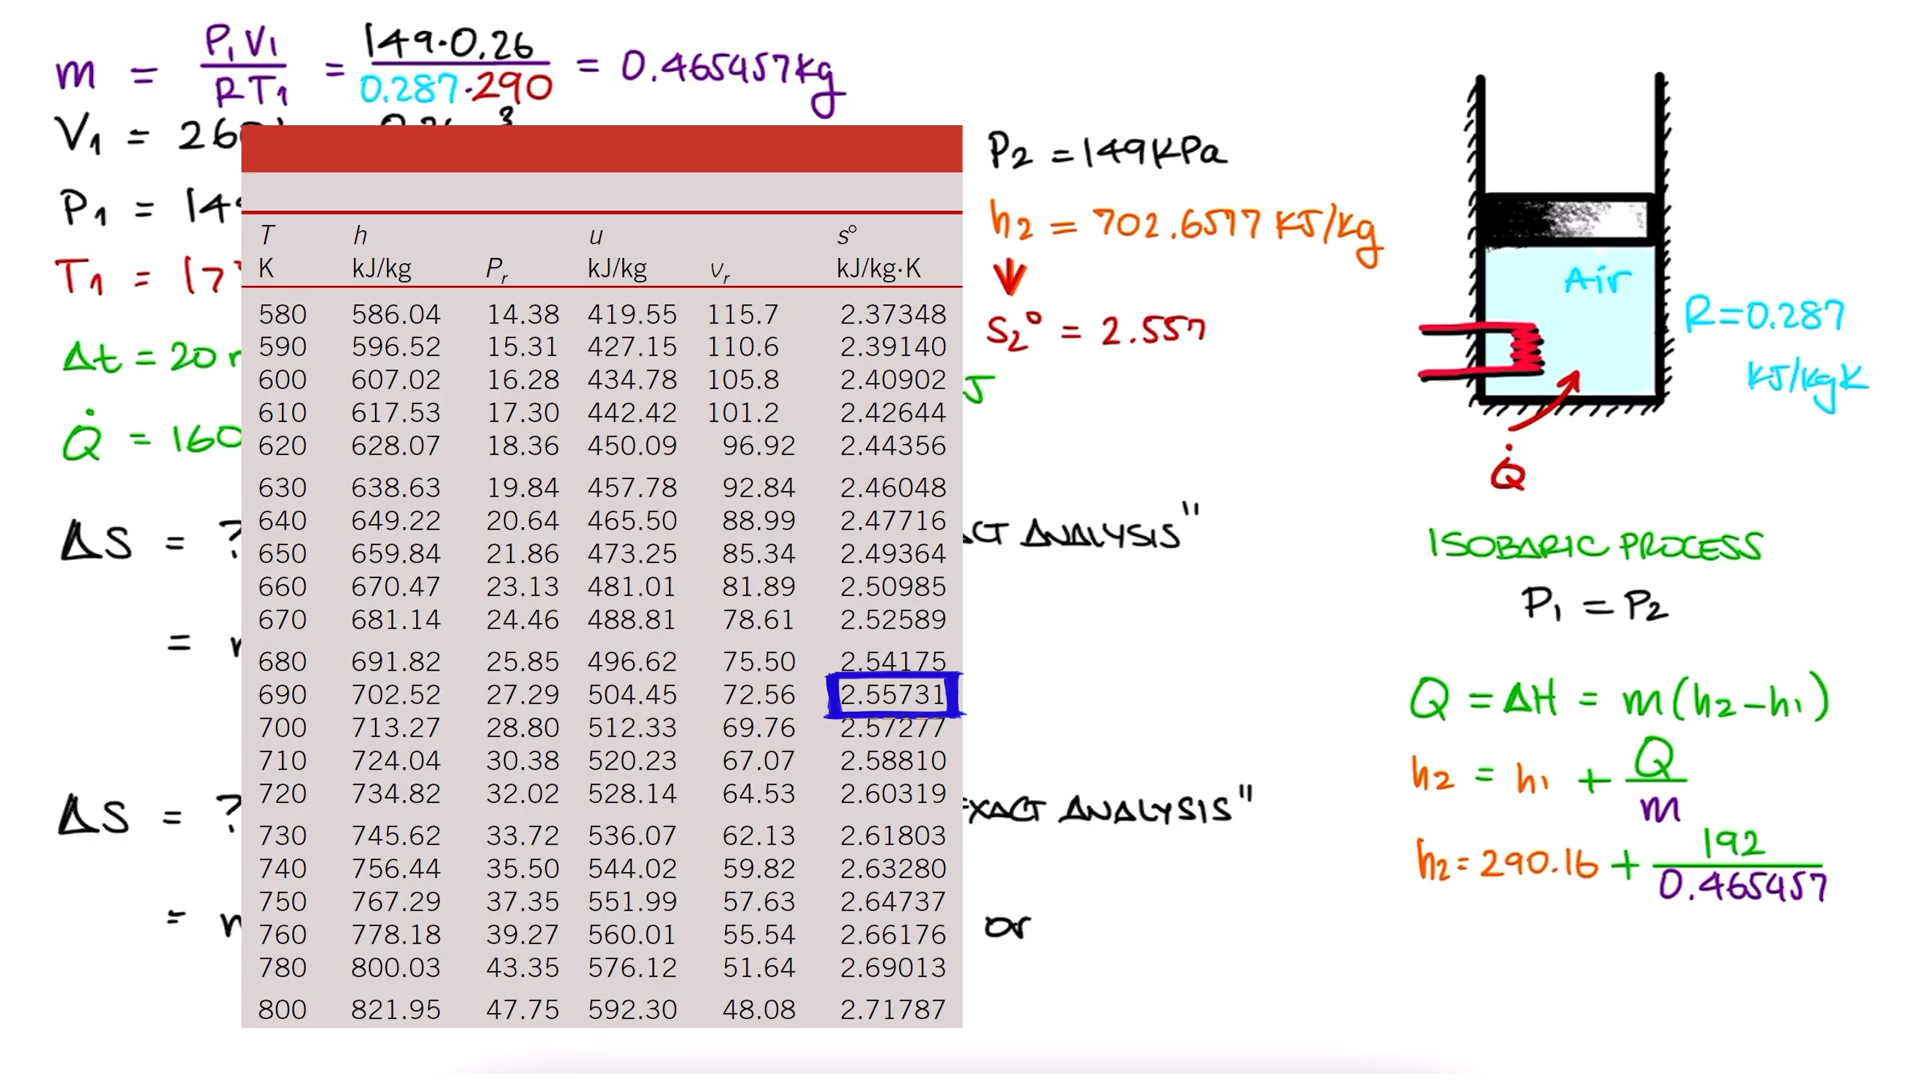 m = P₁V₁ / RT₁ = 149·0.26 / 0.287·290 = 0.465457kg
V₁ = 260
P₁ = 149
T₁ = 17°
Δt = 20
Q̇ = 160
ΔS = ?
=
ΔS = ?
=
T h u s°
K kJ/kg Pr kJ/kg vr kJ/kg·K
580 586.04 14.38 419.55 115.7 2.37348
590 596.52 15.31 427.15 110.6 2.39140
600 607.02 16.28 434.78 105.8 2.40902
610 617.53 17.30 442.42 101.2 2.42644
620 628.07 18.36 450.09 96.92 2.44356
630 638.63 19.84 457.78 92.84 2.46048
640 649.22 20.64 465.50 88.99 2.47716
650 659.84 21.86 473.25 85.34 2.49364
660 670.47 23.13 481.01 81.89 2.50985
670 681.14 24.46 488.81 78.61 2.52589
680 691.82 25.85 496.62 75.50 2.54175
690 702.52 27.29 504.45 72.56 2.55731
700 713.27 28.80 512.33 69.76 2.57277
710 724.04 30.38 520.23 67.07 2.58810
720 734.82 32.02 528.14 64.53 2.60319
730 745.62 33.72 536.07 62.13 2.61803
740 756.44 35.50 544.02 59.82 2.63280
750 767.29 37.35 551.99 57.63 2.64737
760 778.18 39.27 560.01 55.54 2.66176
780 800.03 43.35 576.12 51.64 2.69013
800 821.95 47.75 592.30 48.08 2.71787
P₂ = 149KPa
h₂ = 702.6577 KJ/kg
S₂° = 2.557
J
ANALYSIS"
EXACT ANALYSIS"
or
Air
R=0.287
KJ/kgK
Q̇
ISOBARIC PROCESS
P₁ = P₂
Q = ΔH = m(h₂-h₁)
h₂ = h₁ + Q / m
h₂ = 290.16 + 192 / 0.465457